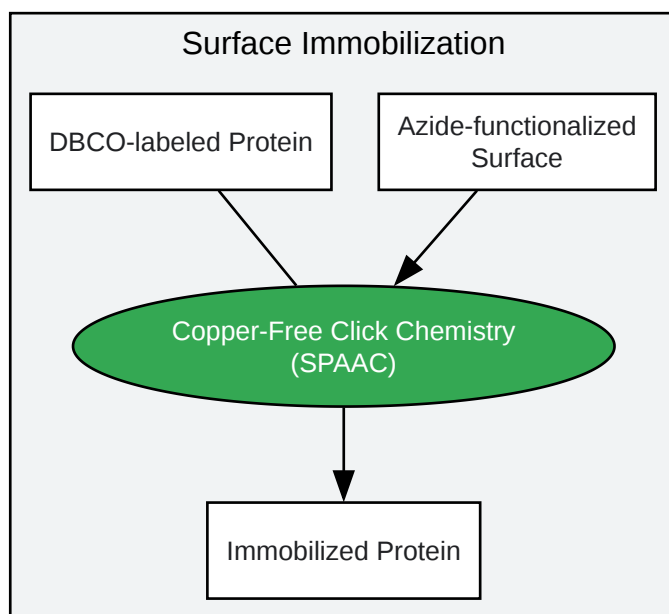 Surface Immobilization
DBCO-labeled Protein
Azide-functionalized
Surface
Copper-Free Click Chemistry
(SPAAC)
Immobilized Protein